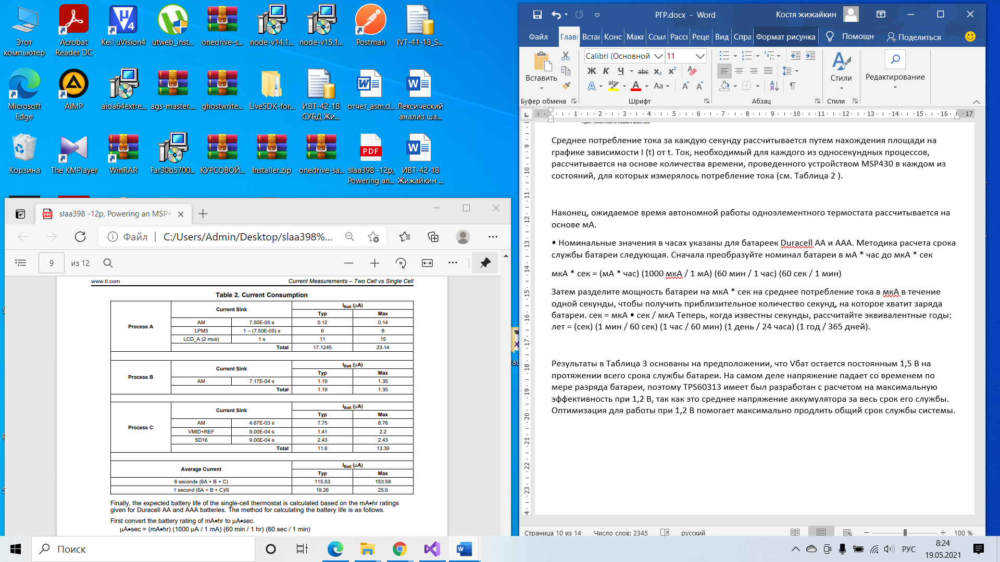 Этот компьютер
Acrobat Reader DC
Keil uVision4
utweb_inst...
onedrive-s...
node-v14.1...
node-v15.1...
Postman
IVT-41-18_S...
Microsoft Edge
AIMP
aida64extre...
ags-master....
ghostwrite...
LiveSDK-for...
ИВТ-42-18 СУБД Жи...
отчет_asm.d...
Лексический анализ ша...
Корзина
The KMPlayer
WinRAR
Far30b5700...
КУРСОВОЙ...
Installer.zip
onedrive-sa...
slaa398 -12p, Powering an...
ИВТ-42-18 Жижайкин ...
slaa398 -12p, Powering an MSP4
Файл
C:/Users/Admin/Desktop/slaa398%...
9 из 12
www.ti.com
Current Measurements – Two Cell vs Single Cell
Table 2. Current Consumption
Process A Current Sink IBatt (µA)
Typ Max
AM 7.50E-05 s 0.12 0.14
LPM3 1 – (7.50E-05) s 6 8
LCD_A (2 mux) 1 s 11 15
Total 17.1245 23.14
Process B Current Sink IBatt (µA)
Typ Max
AM 7.17E-04 s 1.19 1.35
Total 1.19 1.35
Process C Current Sink IBatt (µA)
Typ Max
AM 4.67E-03 s 7.75 8.76
VMID+REF 9.00E-04 s 1.41 2.2
SD16 9.00E-04 s 2.43 2.43
Total 11.6 13.39
Average Current IBatt (µA)
Typ Max
6 seconds (6A + B + C) 115.53 153.58
1 second (6A + B + C)/6 19.26 25.6
Finally, the expected battery life of the single-cell thermostat is calculated based on the mA•hr ratings
given for Duracell AA and AAA batteries. The method for calculating the battery life is as follows.
First convert the battery rating of mA•hr to µA•sec.
µA•sec = (mA•hr) (1000 µA / 1 mA) (60 min / 1 hr) (60 sec / 1 min)
РГР.docx - Word
Костя жижайкин
Файл Главн Встав Конс Маке Ссыл Рассы Реце Вид Спра Формат рисунка Помощн Поделиться
Calibri (Основной 11
Вставить
Стили
Редактирование
Буфер обмена Шрифт Абзац Стили
1 2 3 4 5 6 7 8 9 10 11 12 13 14 15 16 17
Среднее потребление тока за каждую секунду рассчитывается путем нахождения площади на
графике зависимости I (t) от t. Ток, необходимый для каждого из односекундных процессов,
рассчитывается на основе количества времени, проведенного устройством MSP430 в каждом из
состояний, для которых измерялось потребление тока (см. Таблица 2 ).
Наконец, ожидаемое время автономной работы одноэлементного термостата рассчитывается на
основе мА.
• Номинальные значения в часах указаны для батареек Duracell AA и AAA. Методика расчета срока
службы батареи следующая. Сначала преобразуйте номинал батареи в мА * час до мкА * сек
мкА * сек = (мА * час) (1000 мкА / 1 мА) (60 мин / 1 час) (60 сек / 1 мин)
Затем разделите мощность батареи на мкА * сек на среднее потребление тока в мкА в течение
одной секунды, чтобы получить приблизительное количество секунд, на которое хватит заряда
батареи. сек = мкА • сек / мкА Теперь, когда известны секунды, рассчитайте эквивалентные годы:
лет = (сек) (1 мин / 60 сек) (1 час / 60 мин) (1 день / 24 часа) (1 год / 365 дней).
Результаты в Таблица 3 основаны на предположении, что Vбат остается постоянным 1,5 В на
протяжении всего срока службы батареи. На самом деле напряжение падает со временем по
мере разряда батареи, поэтому TPS60313 имеет был разработан с расчетом на максимальную
эффективность при 1,2 В, так как это среднее напряжение аккумулятора за весь срок его службы.
Оптимизация для работы при 1,2 В помогает максимально продлить общий срок службы системы.
Страница 10 из 14 Число слов: 2345 русский 100 %
Поиск
РУС
8:24
19.05.2021